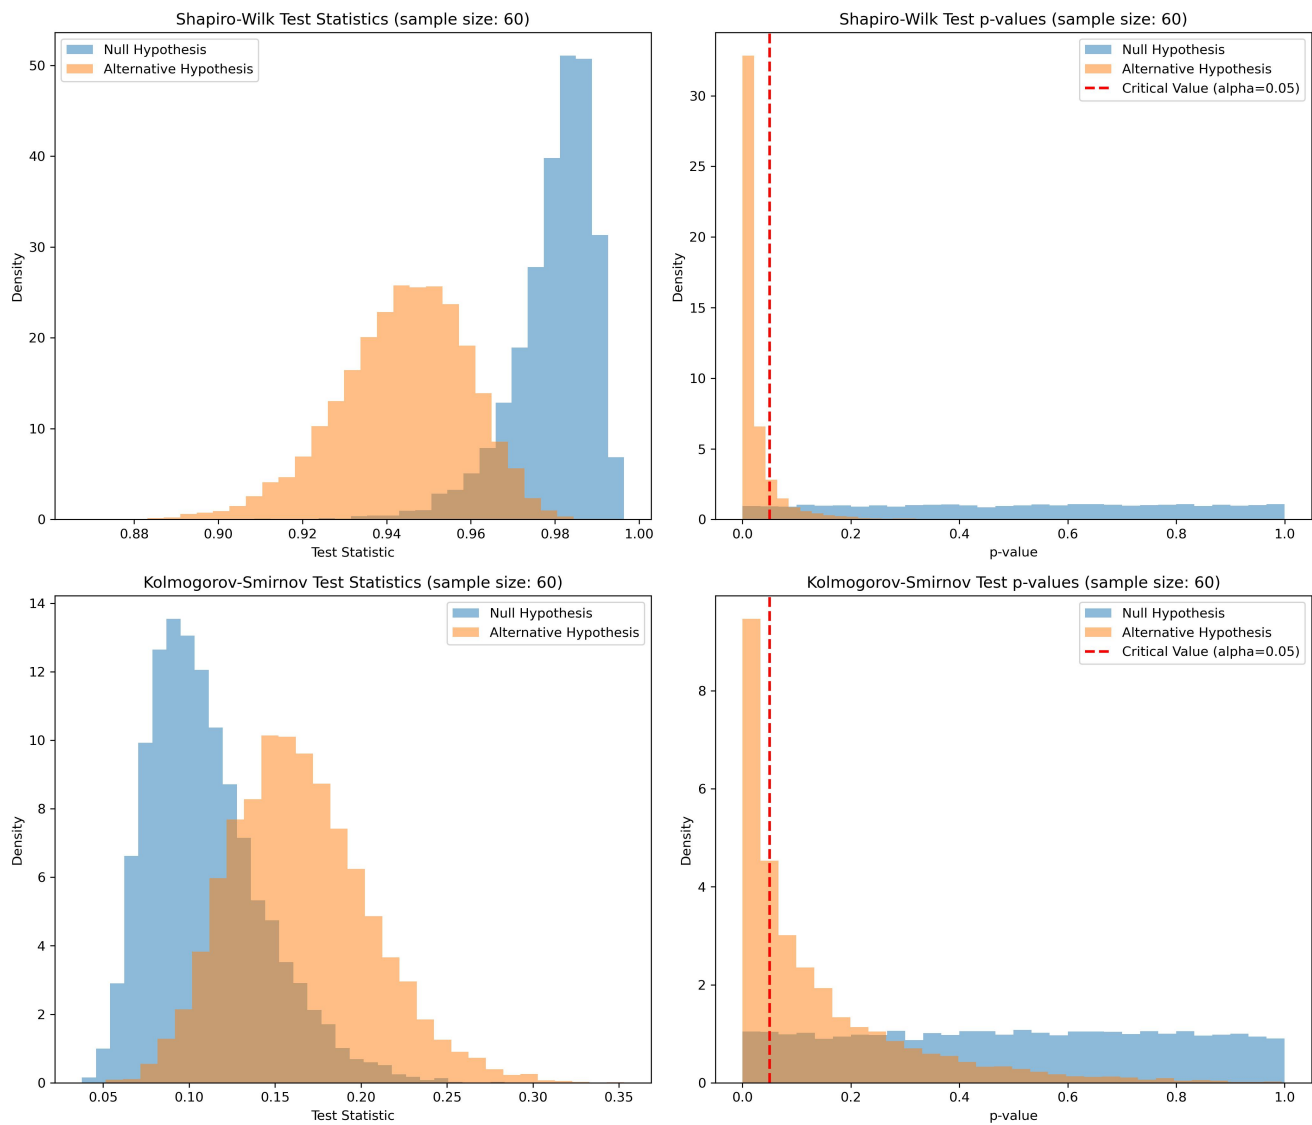 Shapiro-Wilk Test Statistics (sample size: 60)
Null Hypothesis
Alternative Hypothesis
50
40
30
20
10
0
Density
0.88
0.90
0.92
0.94
0.96
0.98
1.00
Test Statistic
Shapiro-Wilk Test p-values (sample size: 60)
Null Hypothesis
Alternative Hypothesis
Critical Value (alpha=0.05)
30
25
20
15
10
5
0
Density
0.0
0.2
0.4
0.6
0.8
1.0
p-value
Kolmogorov-Smirnov Test Statistics (sample size: 60)
Null Hypothesis
Alternative Hypothesis
14
12
10
8
6
4
2
0
Density
0.05
0.10
0.15
0.20
0.25
0.30
0.35
Test Statistic
Kolmogorov-Smirnov Test p-values (sample size: 60)
Null Hypothesis
Alternative Hypothesis
Critical Value (alpha=0.05)
8
6
4
2
0
Density
0.0
0.2
0.4
0.6
0.8
1.0
p-value